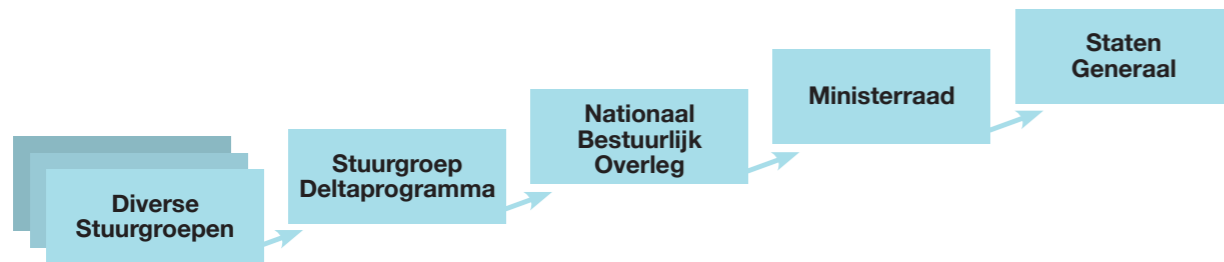 Diverse
Stuurgroepen
Stuurgroep
Deltaprogramma
Nationaal
Bestuurlijk
Overleg
Ministerraad
Staten
Generaal